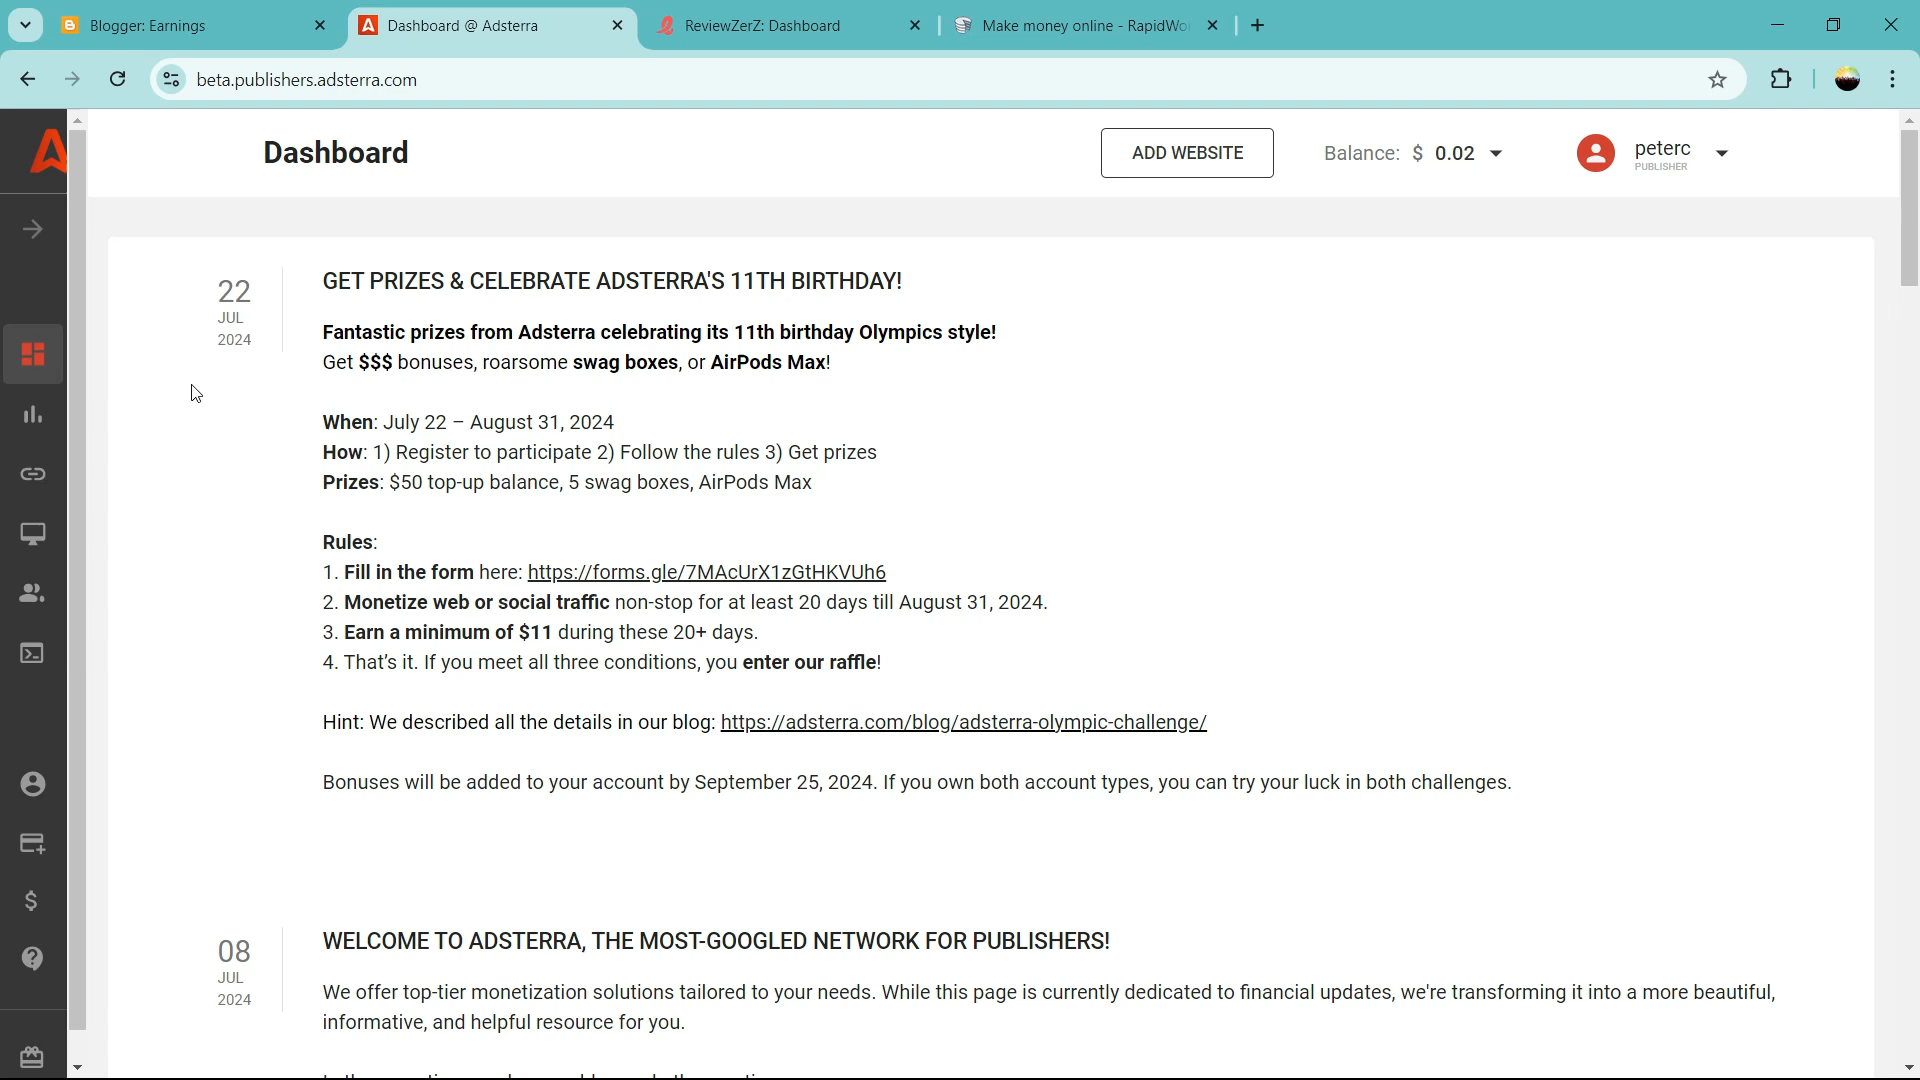 Blogger: Earnings
Dashboard @ Adsterra
ReviewZerZ: Dashboard
Make money online - RapidWo
beta.publishers.adsterra.com
Dashboard
ADD WEBSITE
Balance: $ 0.02
peterc
PUBLISHER
22
JUL
2024
GET PRIZES & CELEBRATE ADSTERRA'S 11TH BIRTHDAY!
Fantastic prizes from Adsterra celebrating its 11th birthday Olympics style!
Get $$$ bonuses, roarsome swag boxes, or AirPods Max!
When: July 22 – August 31, 2024
How: 1) Register to participate 2) Follow the rules 3) Get prizes
Prizes: $50 top-up balance, 5 swag boxes, AirPods Max
Rules:
1. Fill in the form here: https://forms.gle/7MAcUrX1zGtHKVUh6
2. Monetize web or social traffic non-stop for at least 20 days till August 31, 2024.
3. Earn a minimum of $11 during these 20+ days.
4. That’s it. If you meet all three conditions, you enter our raffle!
Hint: We described all the details in our blog: https://adsterra.com/blog/adsterra-olympic-challenge/
Bonuses will be added to your account by September 25, 2024. If you own both account types, you can try your luck in both challenges.
08
JUL
2024
WELCOME TO ADSTERRA, THE MOST-GOOGLED NETWORK FOR PUBLISHERS!
We offer top-tier monetization solutions tailored to your needs. While this page is currently dedicated to financial updates, we're transforming it into a more beautiful,
informative, and helpful resource for you.